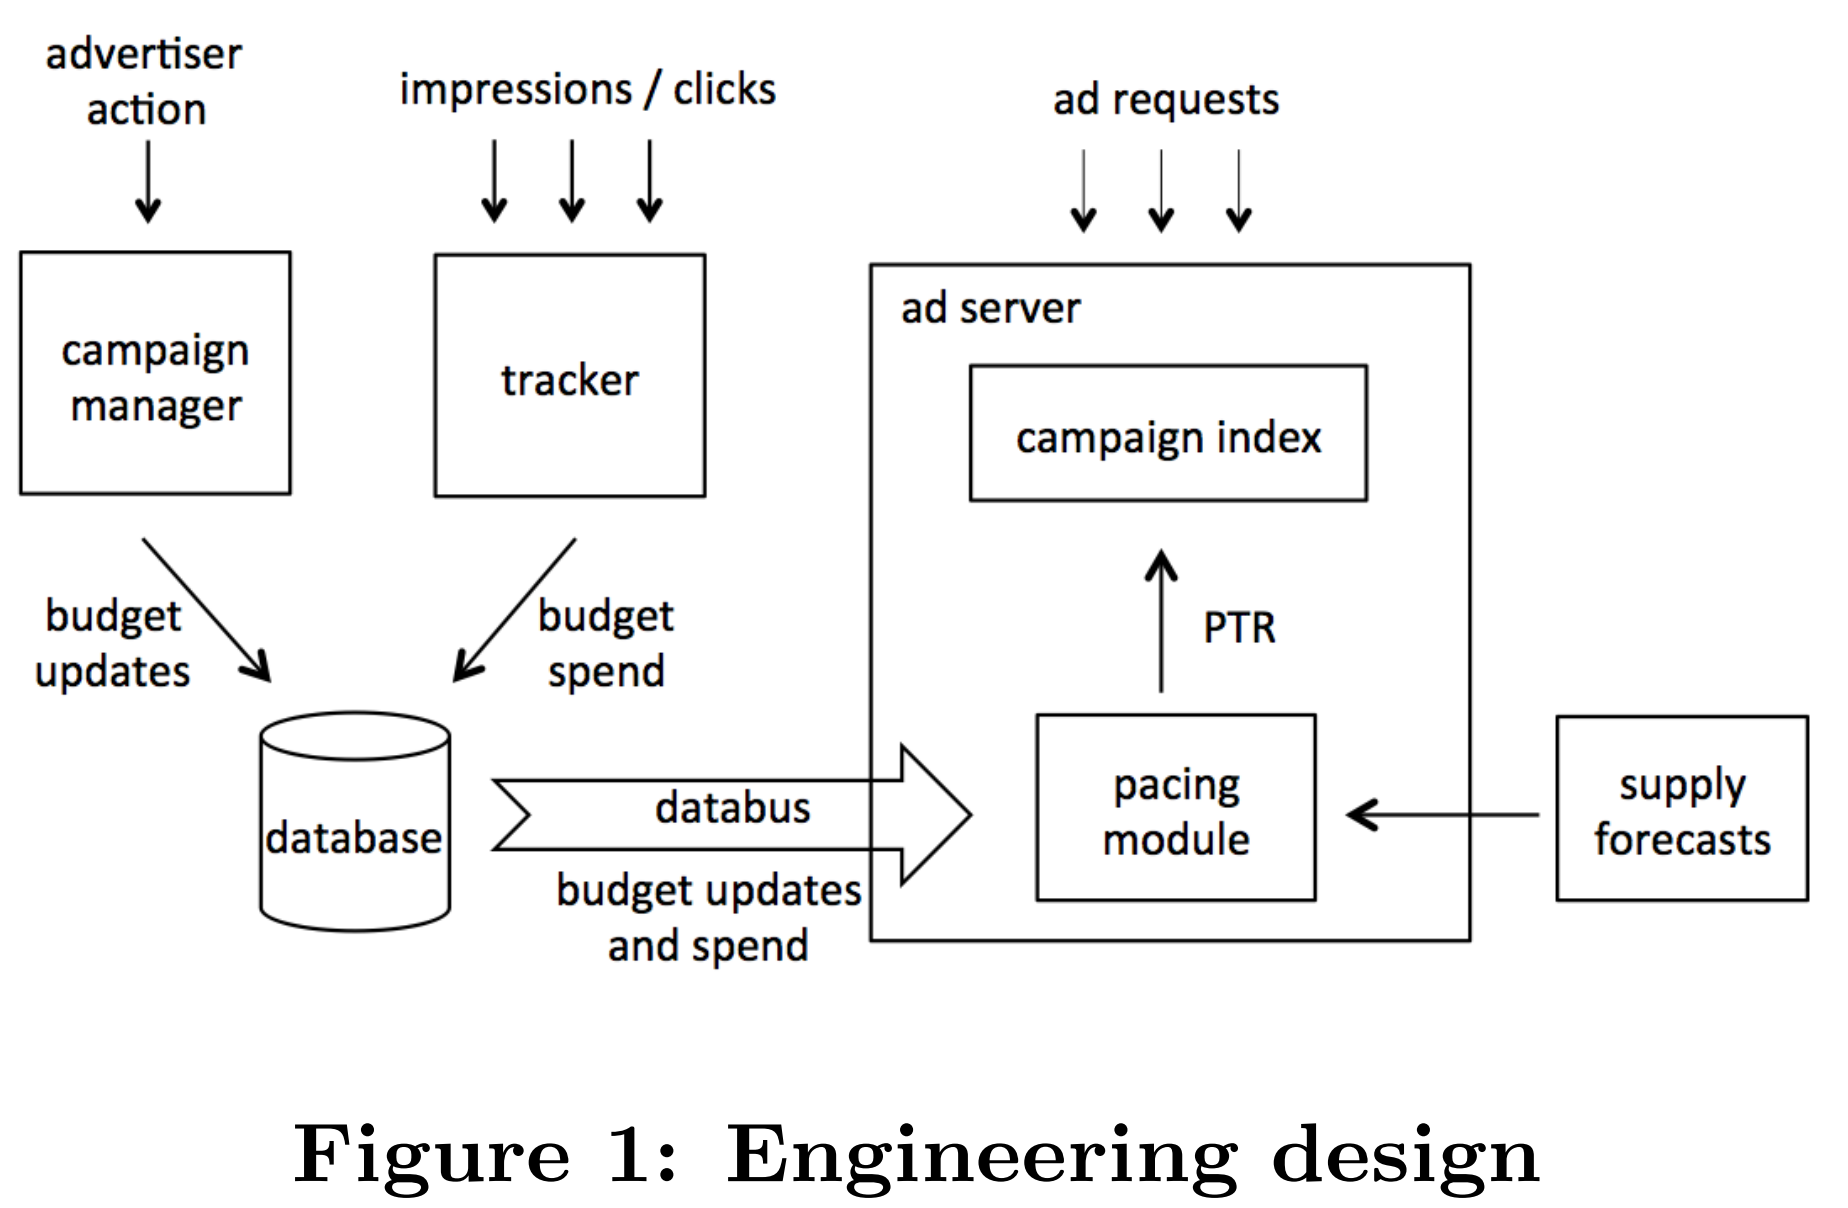 advertiser
action
impressions / clicks
ad requests
campaign
manager
tracker
ad server
campaign index
budget
updates
budget
spend
PTR
database
databus
budget updates
and spend
pacing
module
supply
forecasts
Figure 1: Engineering design